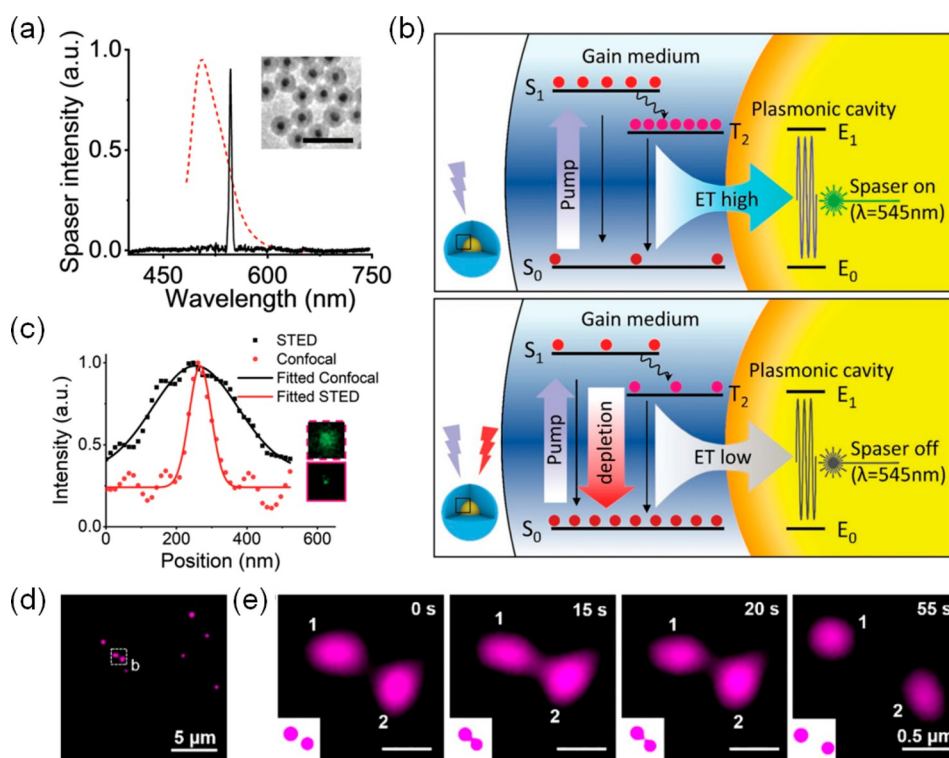 (a)
Spaser intensity (a.u.)
1.0
0.5
0.0
450
600
750
Wavelength (nm)
(b)
Gain medium
S1
T2
Pump
ET high
S0
Plasmonic cavity
E1
Spaser on
(λ=545nm)
E0
Gain medium
S1
T2
Pump
depletion
ET low
S0
Plasmonic cavity
E1
Spaser off
(λ=545nm)
E0
(c)
Intensity (a.u.)
1.0
0.5
0.0
STED
Confocal
Fitted Confocal
Fitted STED
0
200
400
600
Position (nm)
(d)
b
5 μm
(e)
0 s
1
2
15 s
1
2
20 s
1
2
55 s
1
2
0.5 μm